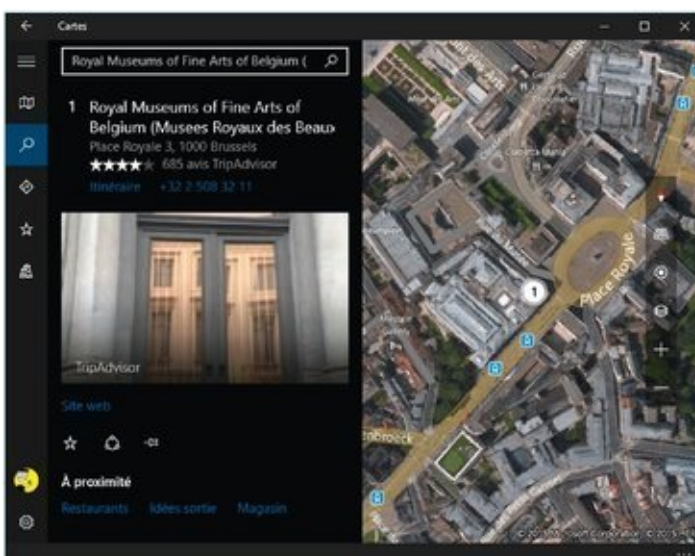 Cartes
Royal Museums of Fine Arts of Belgium (
1 Royal Museums of Fine Arts of
Belgium (Musees Royaux des Beaux
Place Royale 3, 1000 Brussels
685 avis TripAdvisor
Itinéraire +32 2 508 32 11
TripAdvisor
Site web
À proximité
Restaurants Idées sortie Magasin
1
Place Royale